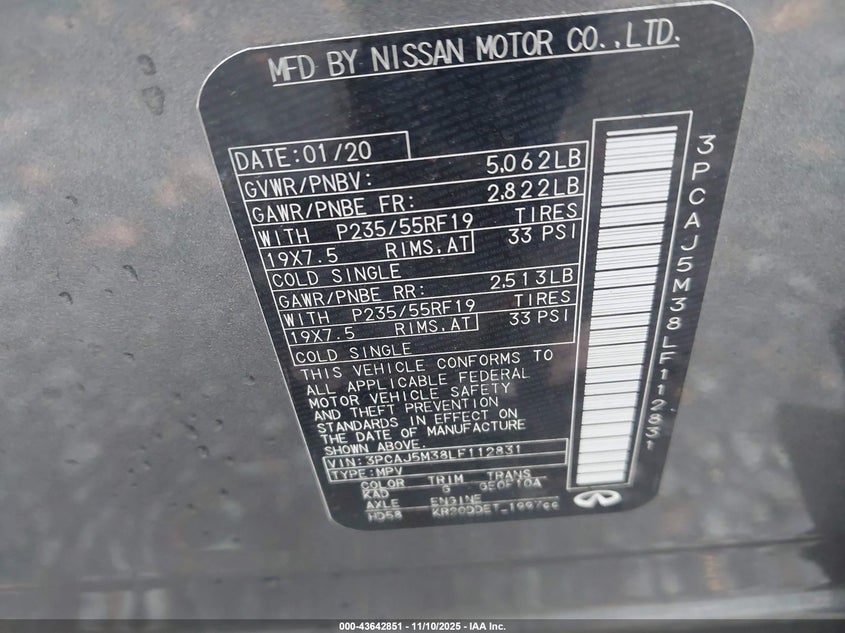 MFD BY NISSAN MOTOR CO.,LTD.
DATE:01/20
GVWR/PNBV: 5,062LB
GAWR/PNBE FR: 2,822LB
WITH P235/55RF19 TIRES
19X7.5 RIMS,AT 33 PSI
COLD SINGLE
GAWR/PNBE RR: 2,513LB
WITH P235/55RF19 TIRES
19X7.5 RIMS,AT 33 PSI
COLD SINGLE
THIS VEHICLE CONFORMS TO
ALL APPLICABLE FEDERAL
MOTOR VEHICLE SAFETY
AND THEFT PREVENTION
STANDARDS IN EFFECT ON
THE DATE OF MANUFACTURE
SHOWN ABOVE.
VIN: 3PCAJ5M38LF112831
TYPE:MPV
COLOR TRIM TRANS
KAD G
AXLE ENGINE
HD58 KR20DDET 1997cc
3PCAJ5M38LF112831
000-43642851 - 11/10/2025 - IAA Inc.